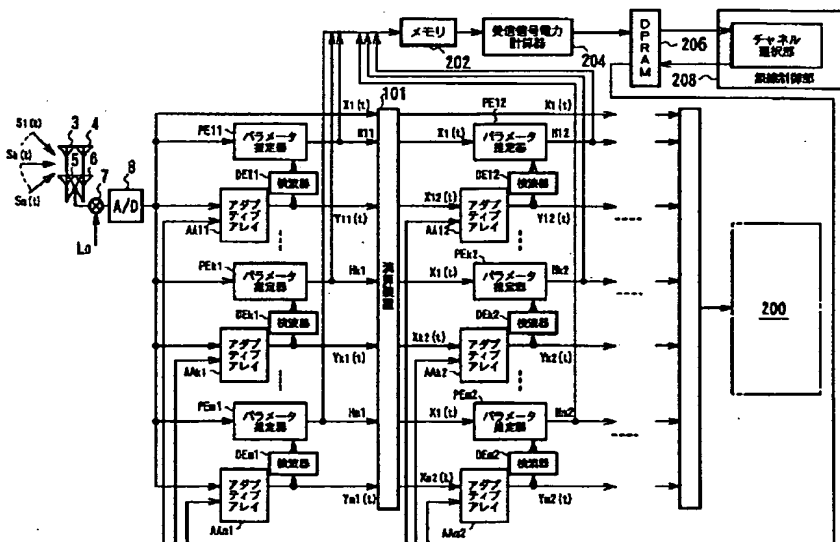 メモリ
202
受信信号電力
計算器
204
DPRAM
206
チャネル
選択部
208
無線制御部
S1(t)
Sk(t)
Sm(t)
3
4
5
6
7
8
A/D
Lo
101
演算装置
X1(t)
X1(t)
PE11
パラメータ
推定器
H11
DE11
検波器
アダプ
ティブ
アレイ
AA11
Y11(t)
X1(t)
PE12
パラメータ
推定器
H12
DE12
検波器
X12(t)
アダプ
ティブ
アレイ
AA12
Y12(t)
PEk1
パラメータ
推定器
Hk1
DEk1
検波器
アダプ
ティブ
アレイ
AAk1
Yk1(t)
X1(t)
PEk2
パラメータ
推定器
Hk2
DEk2
検波器
Xk2(t)
アダプ
ティブ
アレイ
AAk2
Yk2(t)
PEm1
パラメータ
推定器
Hm1
DEm1
検波器
アダプ
ティブ
アレイ
AAm1
Ym1(t)
X1(t)
PEm2
パラメータ
推定器
Hm2
DEm2
検波器
Xm2(t)
アダプ
ティブ
アレイ
AAm2
Ym2(t)
200